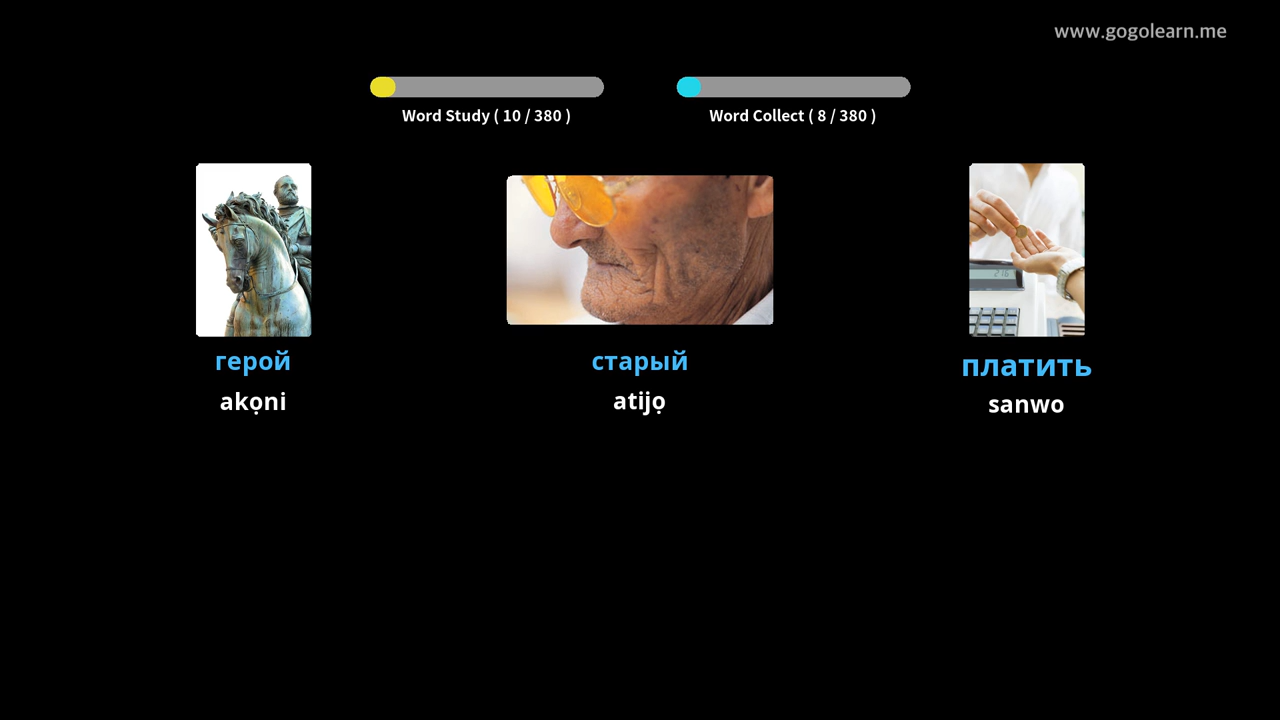 www.gogolearn.me
Word Study ( 10 / 380 )
Word Collect ( 8 / 380 )
герой
старый
платить
akọni
atijọ
sanwo